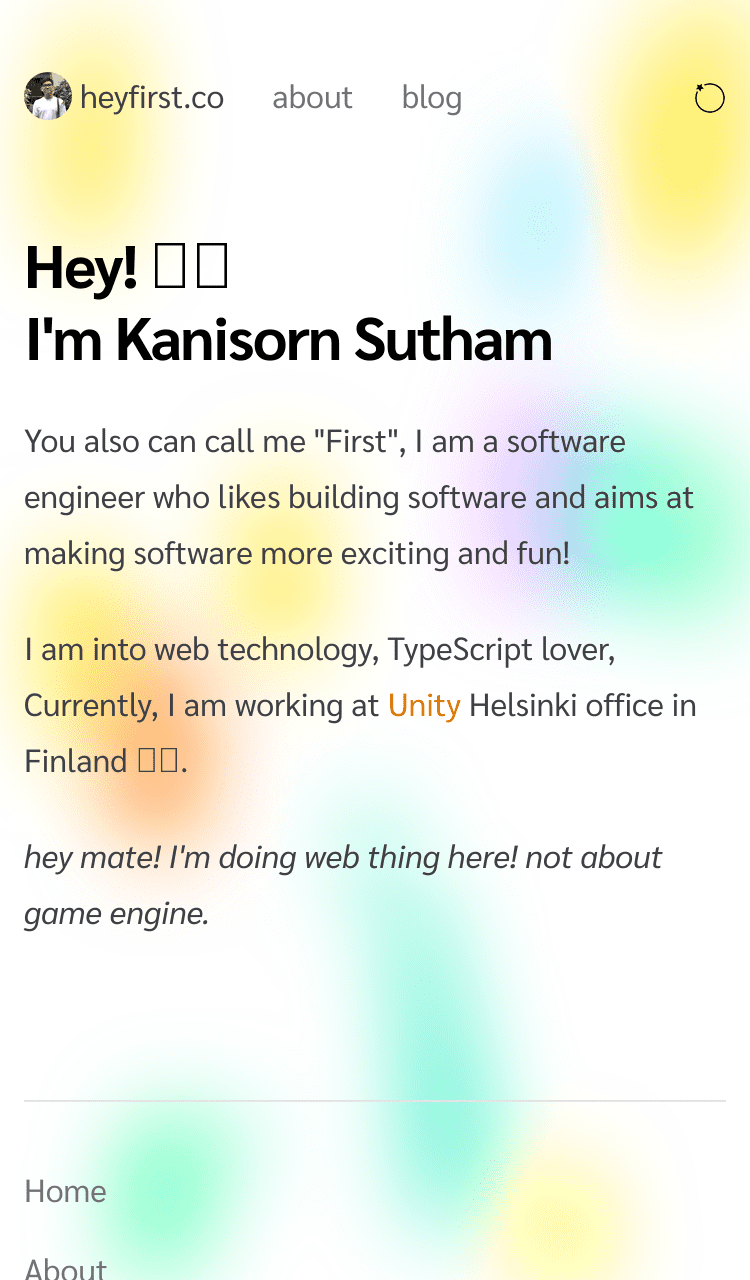 heyfirst.co about blog
Hey! 
I'm Kanisorn Sutham
You also can call me "First", I am a software
engineer who likes building software and aims at
making software more exciting and fun!
I am into web technology, TypeScript lover,
Currently, I am working at Unity Helsinki office in
Finland .
hey mate! I'm doing web thing here! not about
game engine.
Home
About